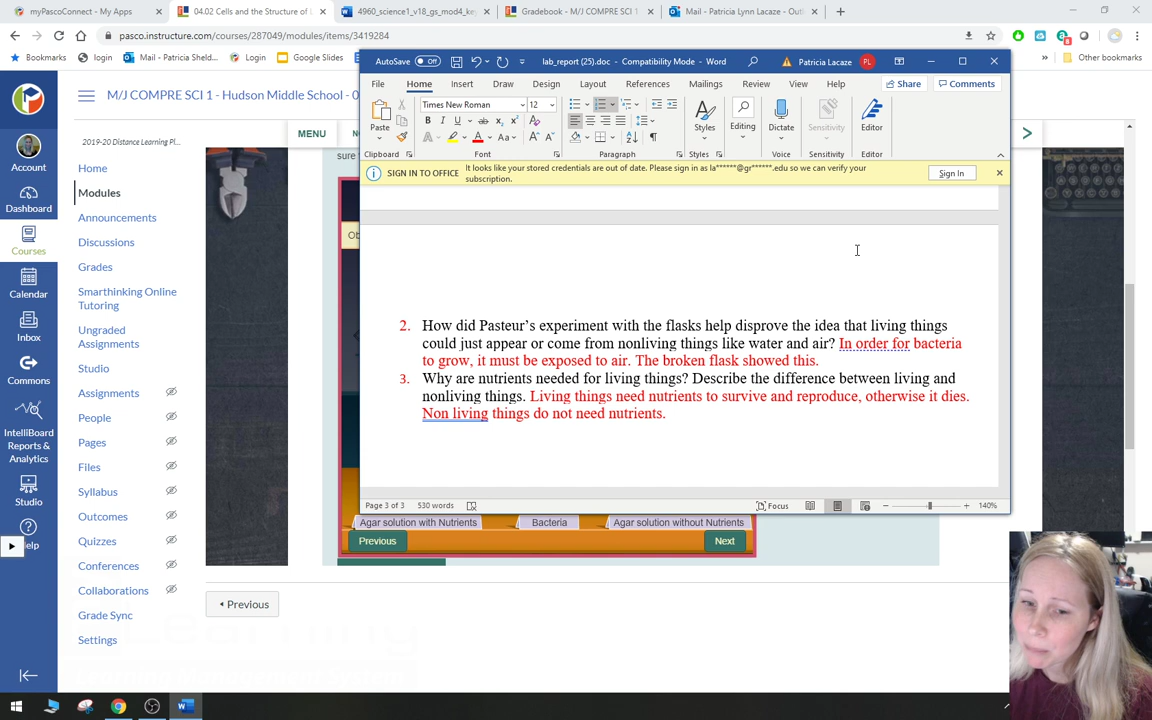 myPascoConnect - My Apps
04.02 Cells and the Structure of
4960_science1_v18_gs_mod4_ke
Gradebook - M/J COMPRE SCI 1
Mail - Patricia Lynn Lacaze - Out
pasco.instructure.com/courses/287049/modules/items/3419284
Bookmarks
login
Mail - Patricia Sheld...
Login
Google Slides
Other bookmarks
AutoSave Off
lab_report (25).doc - Compatibility Mode - Word
Patricia Lacaze PL
File Home Insert Draw Design Layout References Mailings Review View Help
Share Comments
Times New Roman 12
Paste
Styles
Editing
Dictate
Sensitivity
Editor
Clipboard Font Paragraph Styles Voice Sensitivity Editor
SIGN IN TO OFFICE It looks like your stored credentials are out of date. Please sign in as la******@gr******.edu so we can verify your
subscription.
Sign In
2. How did Pasteur's experiment with the flasks help disprove the idea that living things
could just appear or come from nonliving things like water and air? In order for bacteria
to grow, it must be exposed to air. The broken flask showed this.
3. Why are nutrients needed for living things? Describe the difference between living and
nonliving things. Living things need nutrients to survive and reproduce, otherwise it dies.
Non living things do not need nutrients.
Page 3 of 3 530 words
Focus
140%
M/J COMPRE SCI 1 - Hudson Middle School - 0
MENU
sure
Ob
Agar solution with Nutrients
Bacteria
Agar solution without Nutrients
Previous
Next
Previous
Account
Dashboard
Courses
Calendar
Inbox
Commons
IntelliBoard
Reports &
Analytics
Studio
elp
2019-20 Distance Learning Pl...
Home
Modules
Announcements
Discussions
Grades
Smarthinking Online
Tutoring
Ungraded
Assignments
Studio
Assignments
People
Pages
Files
Syllabus
Outcomes
Quizzes
Conferences
Collaborations
Grade Sync
Settings